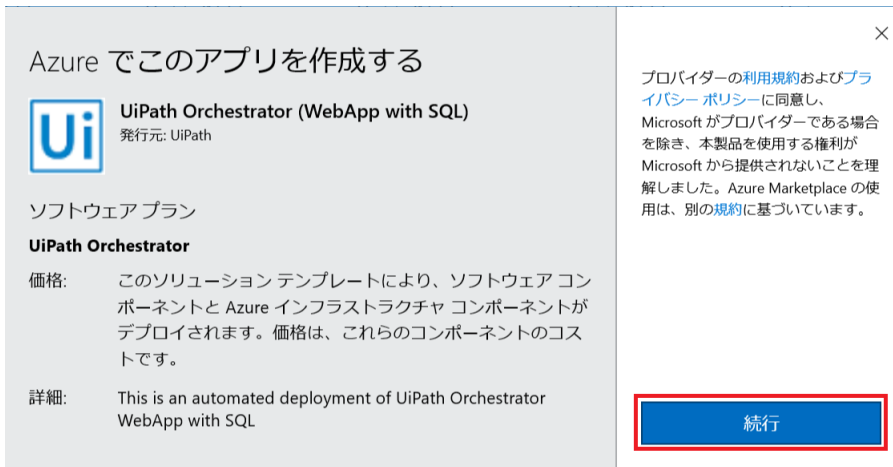 Azure でこのアプリを作成する
Ui
UiPath Orchestrator (WebApp with SQL)
発行元: UiPath
ソフトウェア プラン
UiPath Orchestrator
価格: このソリューション テンプレートにより、ソフトウェア コン
ポーネントと Azure インフラストラクチャ コンポーネントが
デプロイされます。価格は、これらのコンポーネントのコス
トです。
詳細: This is an automated deployment of UiPath Orchestrator
WebApp with SQL
プロバイダーの利用規約およびプラ
イバシー ポリシーに同意し、
Microsoft がプロバイダーである場合
を除き、本製品を使用する権利が
Microsoft から提供されないことを理
解しました。Azure Marketplace の使
用は、別の規約に基づいています。
続行